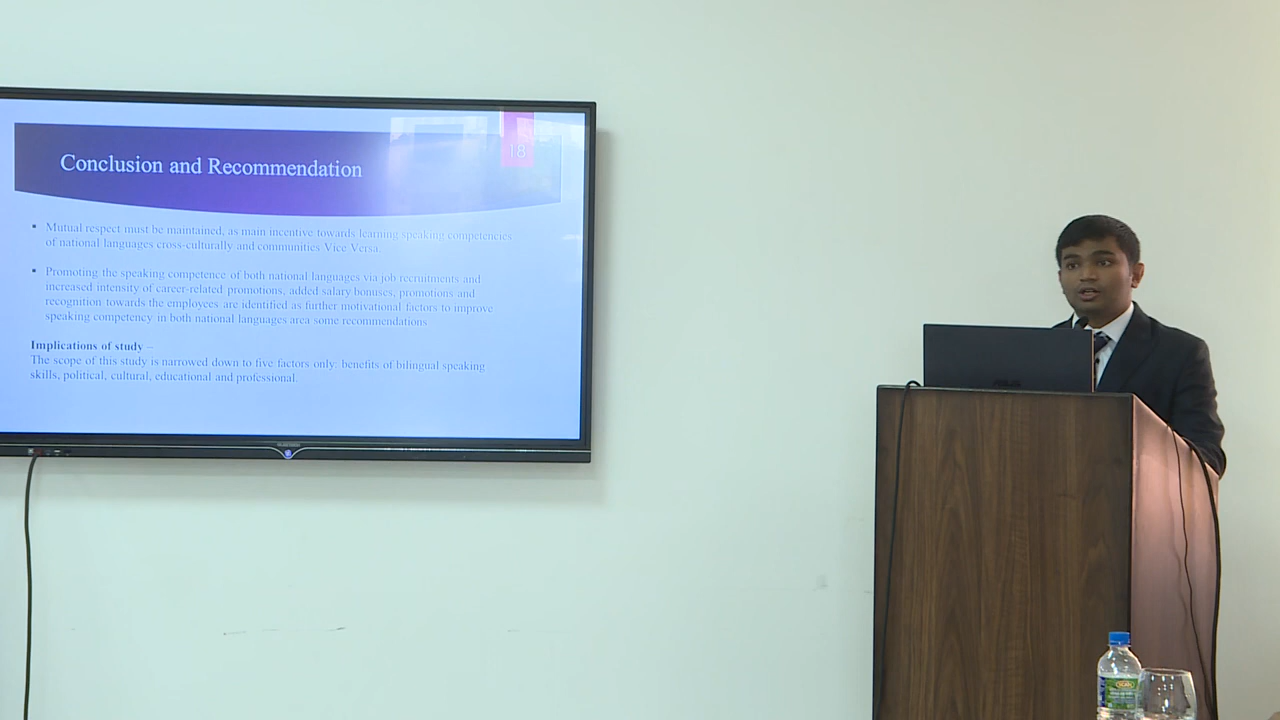 18
Conclusion and Recommendation
Mutual respect must be maintained, as main incentive towards learning speaking competencies
of national languages cross-culturally and communities Vice Versa.
Promoting the speaking competence of both national languages via job recruitments and
increased intensity of career-related promotions, added salary bonuses, promotions and
recognition towards the employees are identified as further motivational factors to improve
speaking competency in both national languages area some recommendations
Implications of study –
The scope of this study is narrowed down to five factors only: benefits of bilingual speaking
skills, political, cultural, educational and professional.
ASUS